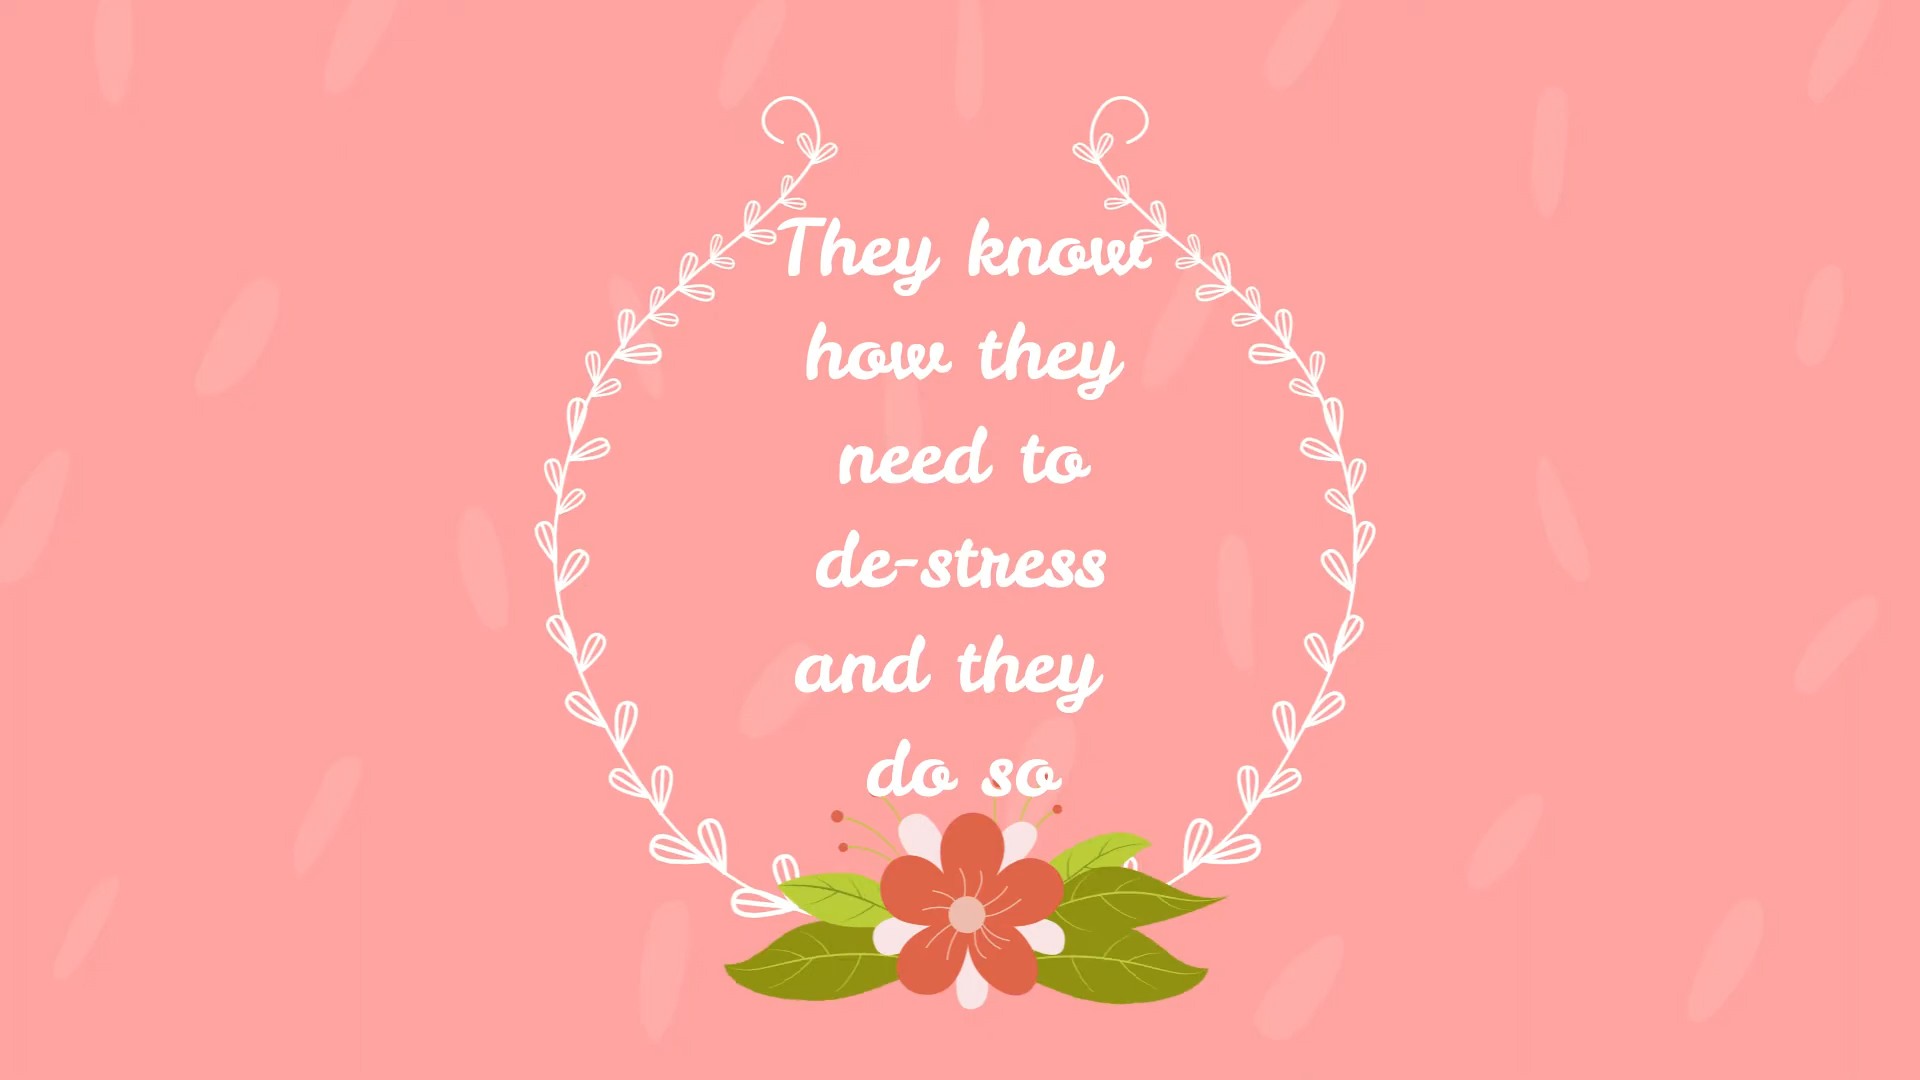 They know
how they
need to
de-stress
and they
do so